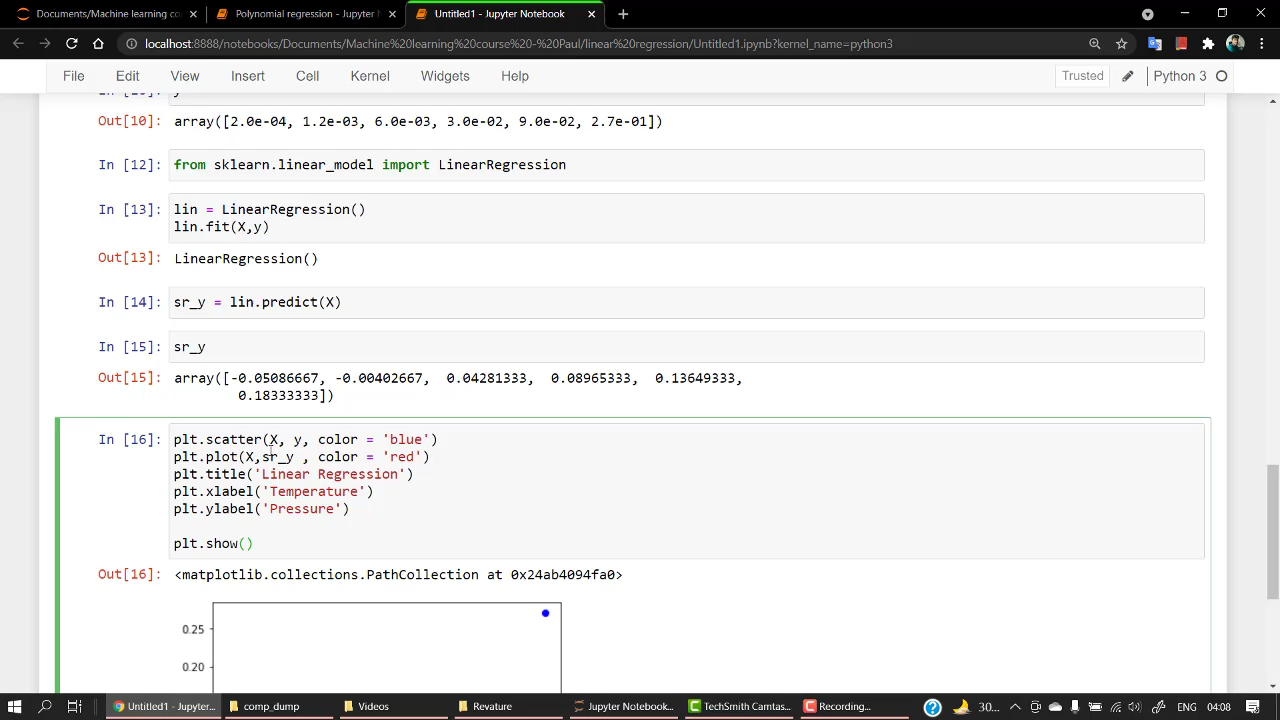 Documents/Machine learning co
Polynomial regression - Jupyter N
Untitled1 - Jupyter Notebook
localhost:8888/notebooks/Documents/Machine%20learning%20course%20-%20Paul/linear%20regression/Untitled1.ipynb?kernel_name=python3
File Edit View Insert Cell Kernel Widgets Help Trusted Python 3
Out[10]: array([2.0e-04, 1.2e-03, 6.0e-03, 3.0e-02, 9.0e-02, 2.7e-01])
In [12]: from sklearn.linear_model import LinearRegression
In [13]: lin = LinearRegression()
lin.fit(X,y)
Out[13]: LinearRegression()
In [14]: sr_y = lin.predict(X)
In [15]: sr_y
Out[15]: array([-0.05086667, -0.00402667, 0.04281333, 0.08965333, 0.13649333,
0.18333333])
In [16]: plt.scatter(X, y, color = 'blue')
plt.plot(X,sr_y , color = 'red')
plt.title('Linear Regression')
plt.xlabel('Temperature')
plt.ylabel('Pressure')
plt.show()
Out[16]: <matplotlib.collections.PathCollection at 0x24ab4094fa0>
0.25
0.20
Untitled1 - Jupyter... comp_dump Videos Revature Jupyter Notebook... TechSmith Camtas... Recording... 30... ENG 04:08